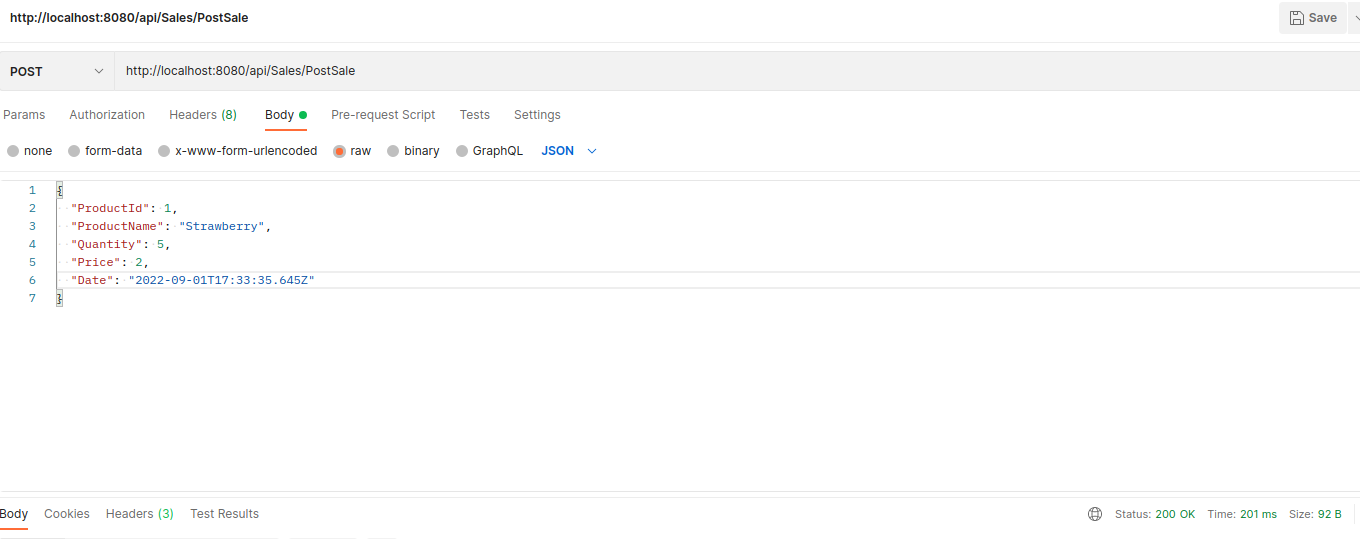 http://localhost:8080/api/Sales/PostSale
Save
POST
http://localhost:8080/api/Sales/PostSale
Params Authorization Headers (8) Body Pre-request Script Tests Settings
none form-data x-www-form-urlencoded raw binary GraphQL JSON
1 {
2 "ProductId": 1,
3 "ProductName": "Strawberry",
4 "Quantity": 5,
5 "Price": 2,
6 "Date": "2022-09-01T17:33:35.645Z"
7 }
Body Cookies Headers (3) Test Results Status: 200 OK Time: 201 ms Size: 92 B